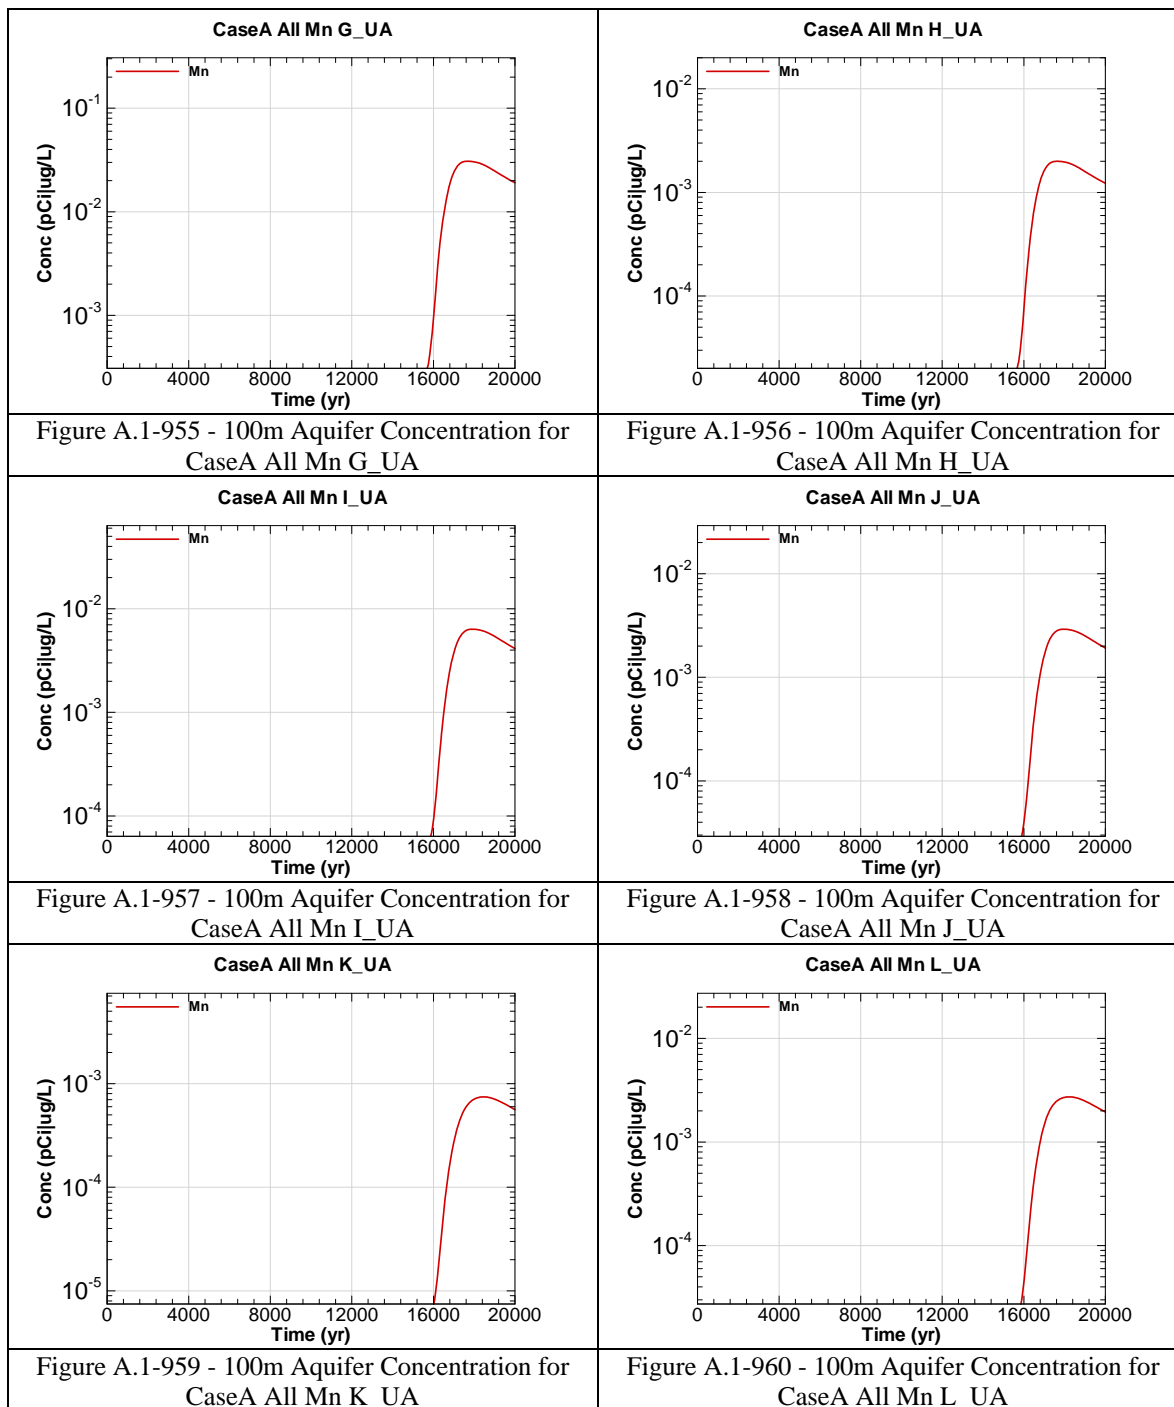 CaseA All Mn G_UA
Mn
Conc (pCi|ug/L)
10-1
10-2
10-3
0 4000 8000 12000 16000 20000
Time (yr)
Figure A.1-955 - 100m Aquifer Concentration for
CaseA All Mn G_UA
CaseA All Mn H_UA
Mn
Conc (pCi|ug/L)
10-2
10-3
10-4
0 4000 8000 12000 16000 20000
Time (yr)
Figure A.1-956 - 100m Aquifer Concentration for
CaseA All Mn H_UA
CaseA All Mn I_UA
Mn
Conc (pCi|ug/L)
10-2
10-3
10-4
0 4000 8000 12000 16000 20000
Time (yr)
Figure A.1-957 - 100m Aquifer Concentration for
CaseA All Mn I_UA
CaseA All Mn J_UA
Mn
Conc (pCi|ug/L)
10-2
10-3
10-4
0 4000 8000 12000 16000 20000
Time (yr)
Figure A.1-958 - 100m Aquifer Concentration for
CaseA All Mn J_UA
CaseA All Mn K_UA
Mn
Conc (pCi|ug/L)
10-3
10-4
10-5
0 4000 8000 12000 16000 20000
Time (yr)
Figure A.1-959 - 100m Aquifer Concentration for
CaseA All Mn K_UA
CaseA All Mn L_UA
Mn
Conc (pCi|ug/L)
10-2
10-3
10-4
0 4000 8000 12000 16000 20000
Time (yr)
Figure A.1-960 - 100m Aquifer Concentration for
CaseA All Mn L_UA